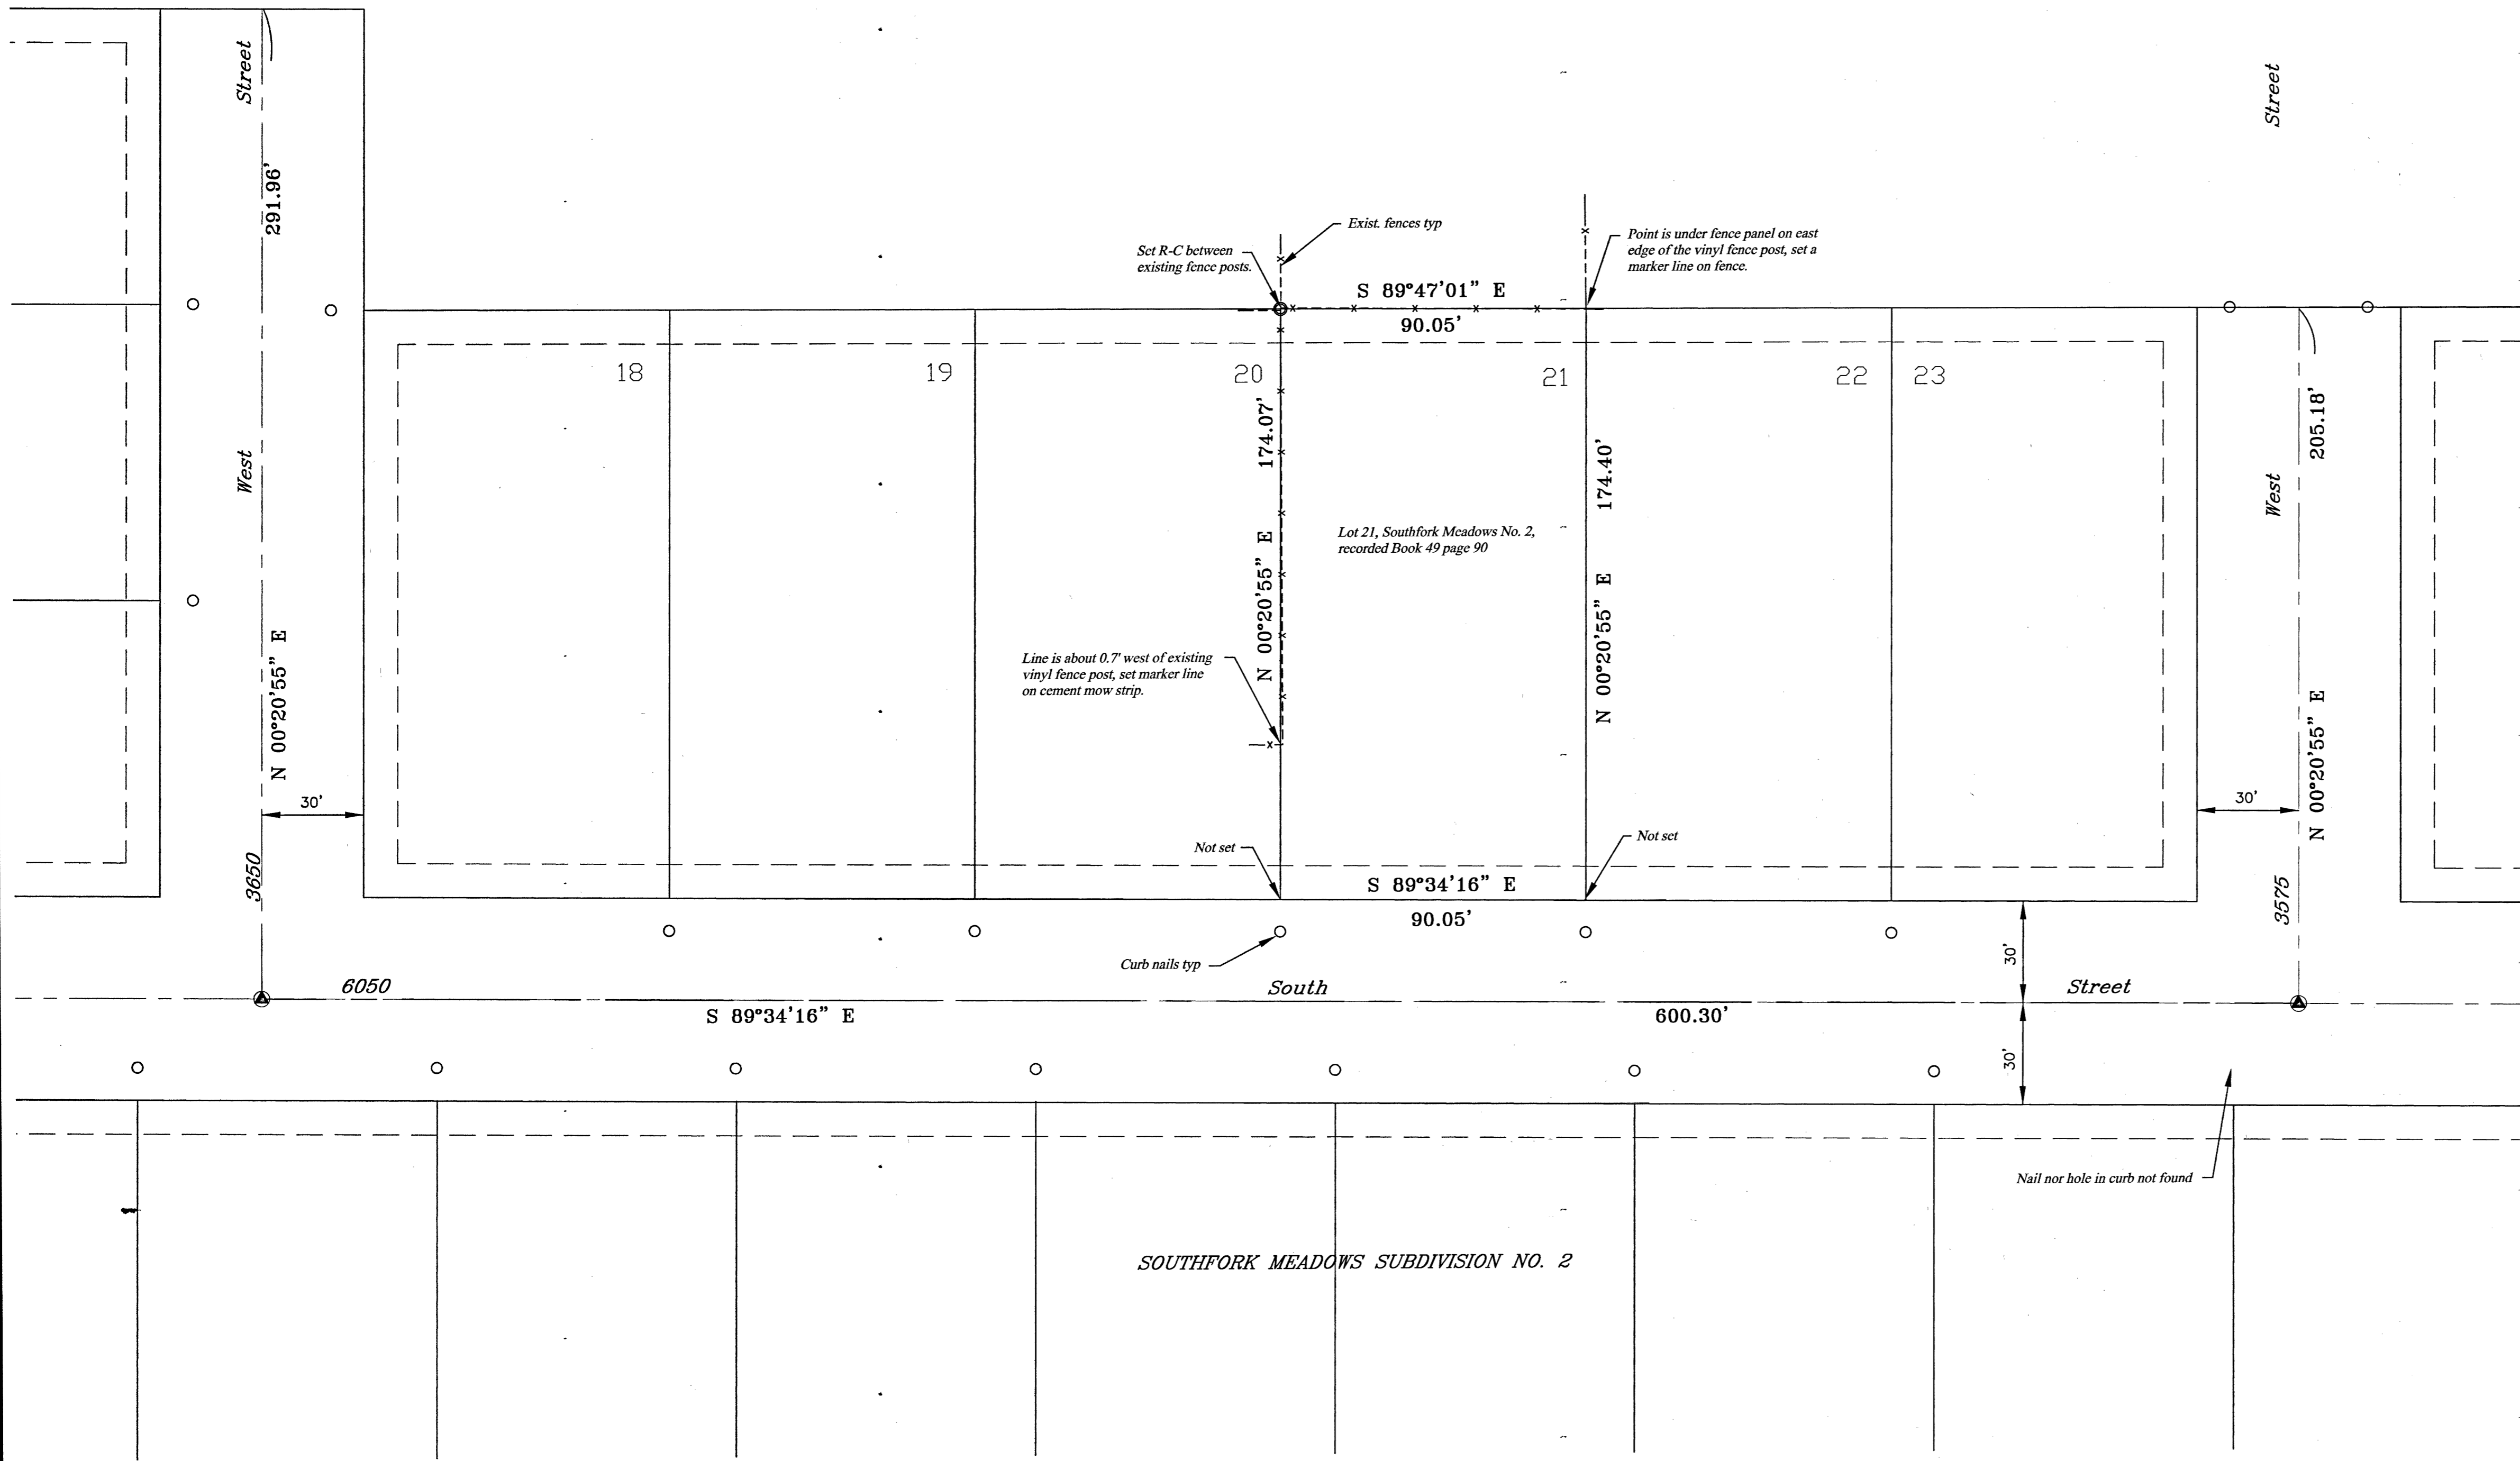 Street
Street
291.96'
Exist. fences typ
Set R-C between
existing fence posts.
Point is under fence panel on east
edge of the vinyl fence post, set a
marker line on fence.
S 89°47'01" E
90.05'
18
19
20
21
22
23
West
174.07'
174.40'
West
205.18'
Lot 21, Southfork Meadows No. 2,
recorded Book 49 page 90
N 00°20'55" E
N 00°20'55" E
N 00°20'55" E
N 00°20'55" E
Line is about 0.7' west of existing
vinyl fence post, set marker line
on cement mow strip.
30'
30'
Not set
Not set
3650
3575
S 89°34'16" E
90.05'
Curb nails typ
30'
6050 South Street
S 89°34'16" E 600.30'
30'
Nail nor hole in curb not found
SOUTHFORK MEADOWS SUBDIVISION NO. 2